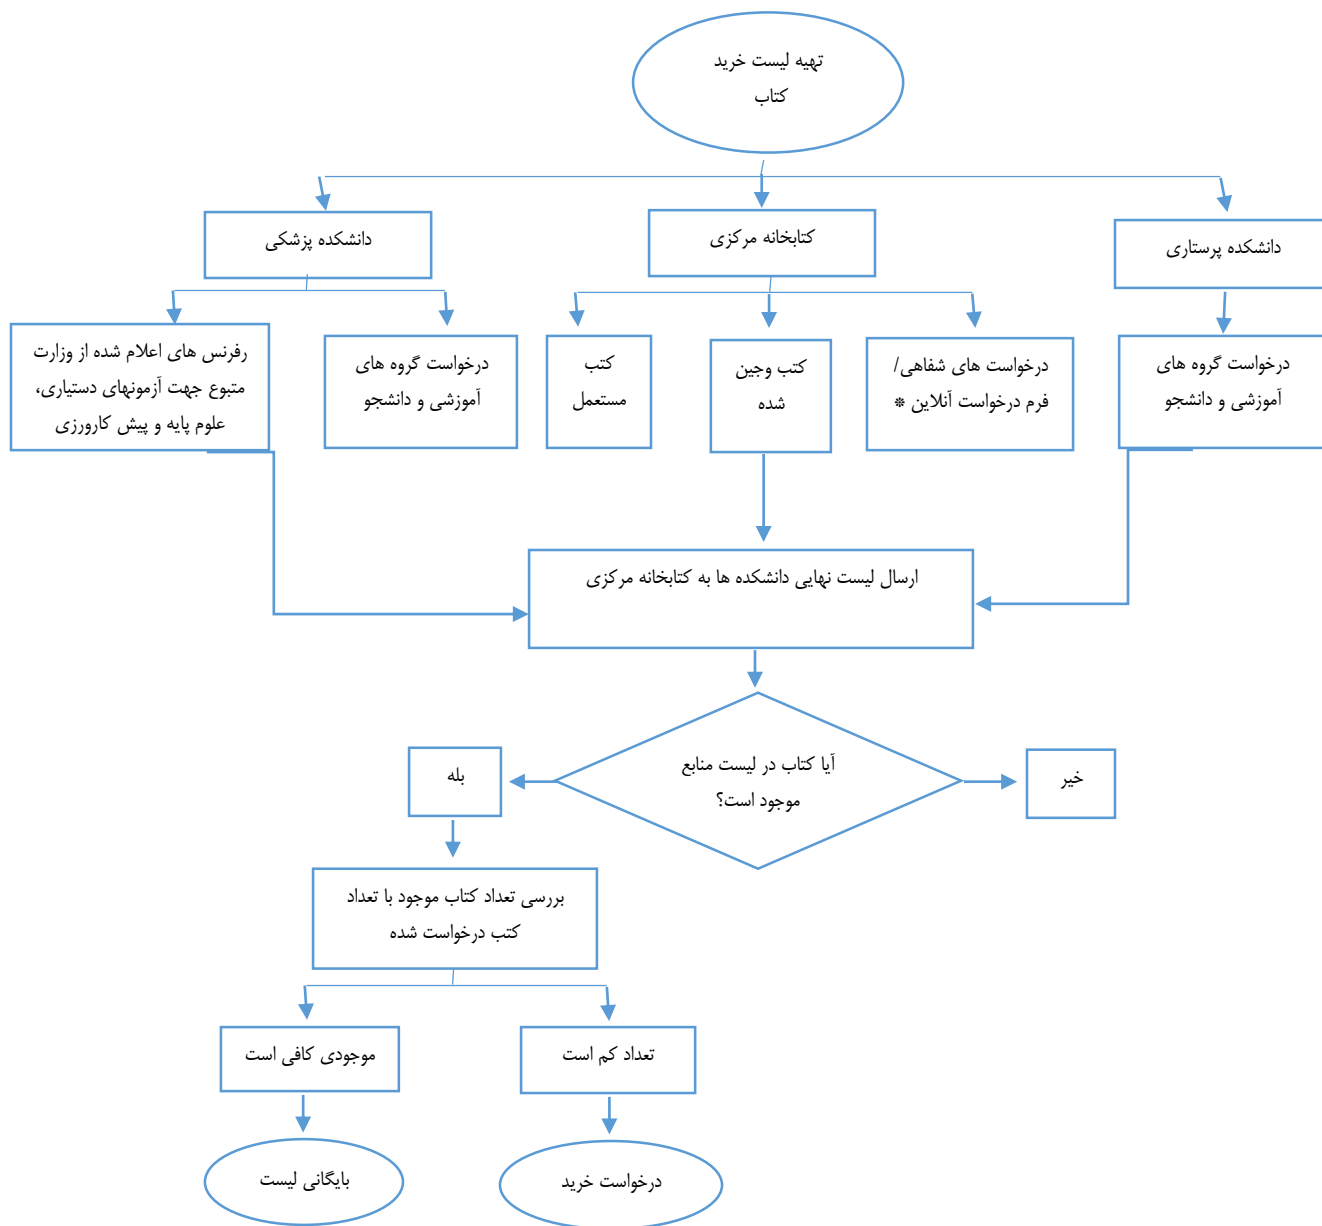 تهیه لیست خرید
کتاب
دانشکده پرستاری
کتابخانه مرکزی
دانشکده پزشکی
درخواست گروه های
آموزشی و دانشجو
درخواست های شفاهی/
فرم درخواست آنلاین *
کتب وجین
شده
کتب
مستعمل
درخواست گروه های
آموزشی و دانشجو
رفرنس های اعلام شده از وزارت
متبوع جهت آزمونهای دستیاری،
علوم پایه و پیش کارورزی
ارسال لیست نهایی دانشکده ها به کتابخانه مرکزی
آیا کتاب در لیست منابع
موجود است؟
خیر
بله
بررسی تعداد کتاب موجود با تعداد
کتب درخواست شده
تعداد کم است
موجودی کافی است
درخواست خرید
بایگانی لیست